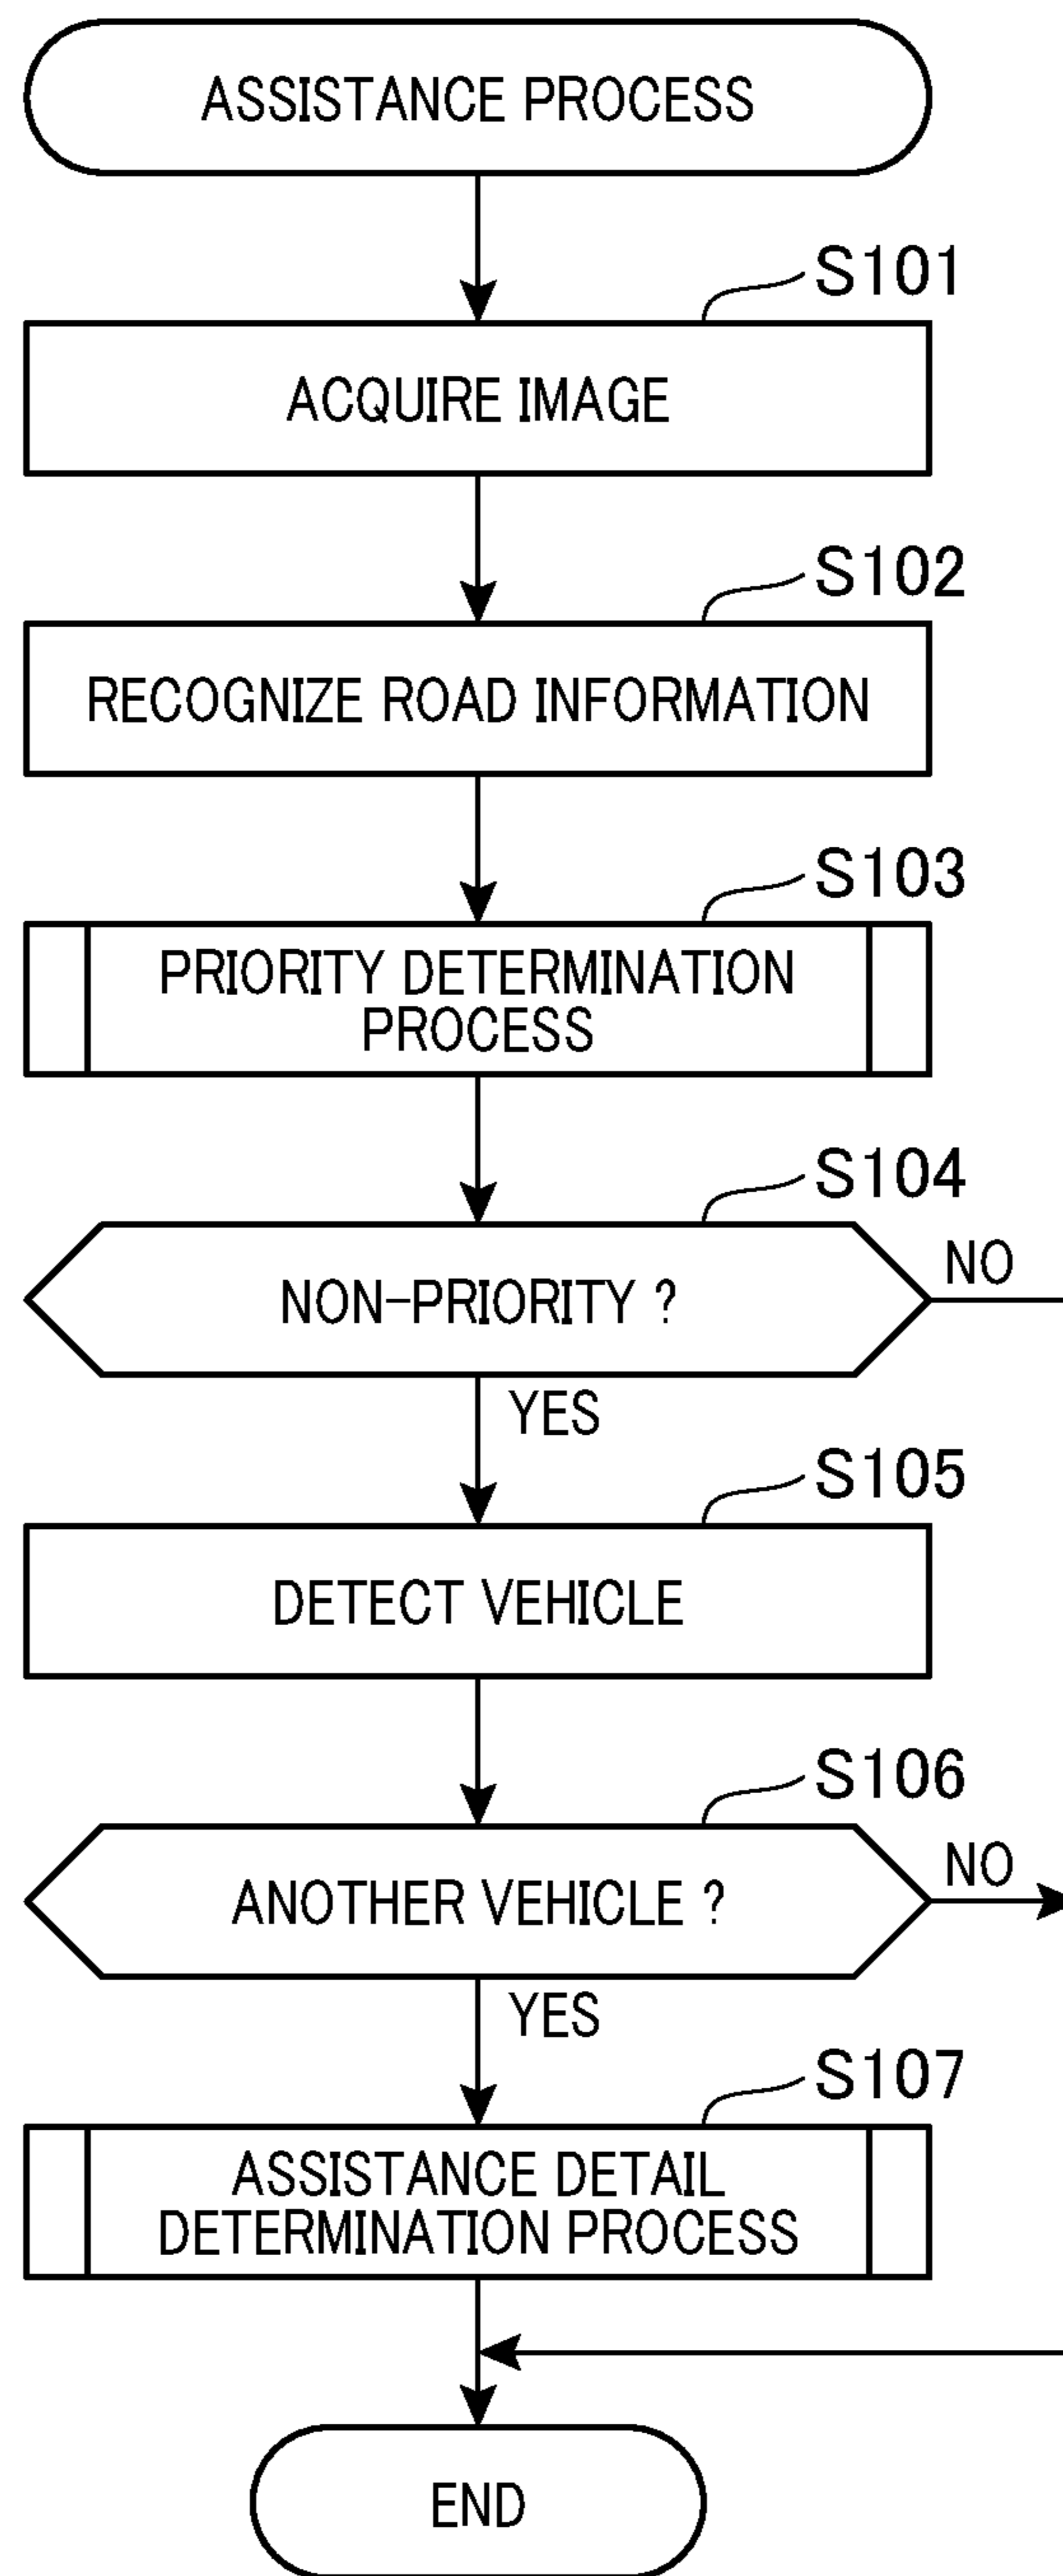 ASSISTANCE PROCESS
S101
ACQUIRE IMAGE
S102
RECOGNIZE ROAD INFORMATION
S103
PRIORITY DETERMINATION
PROCESS
S104
NON-PRIORITY ?
NO
YES
S105
DETECT VEHICLE
S106
ANOTHER VEHICLE ?
NO
YES
S107
ASSISTANCE DETAIL
DETERMINATION PROCESS
END